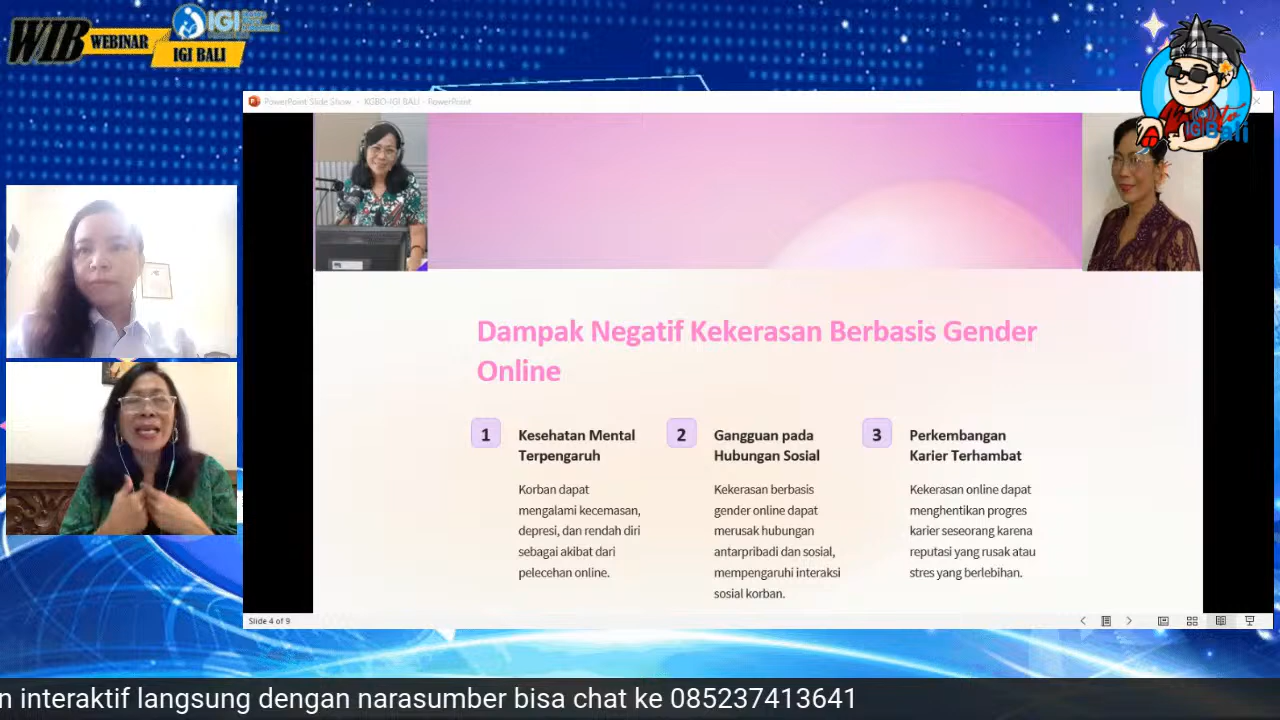 WIB WEBINAR
IGI
IGI BALI
PowerPoint Slide Show - KGBO-IGI BALI - PowerPoint
IGI Bali
Dampak Negatif Kekerasan Berbasis Gender
Online
1
Kesehatan Mental
Terpengaruh
Korban dapat
mengalami kecemasan,
depresi, dan rendah diri
sebagai akibat dari
pelecehan online.
2
Gangguan pada
Hubungan Sosial
Kekerasan berbasis
gender online dapat
merusak hubungan
antarpribadi dan sosial,
mempengaruhi interaksi
sosial korban.
3
Perkembangan
Karier Terhambat
Kekerasan online dapat
menghentikan progres
karier seseorang karena
reputasi yang rusak atau
stres yang berlebihan.
Slide 4 of 9
n interaktif langsung dengan narasumber bisa chat ke 085237413641